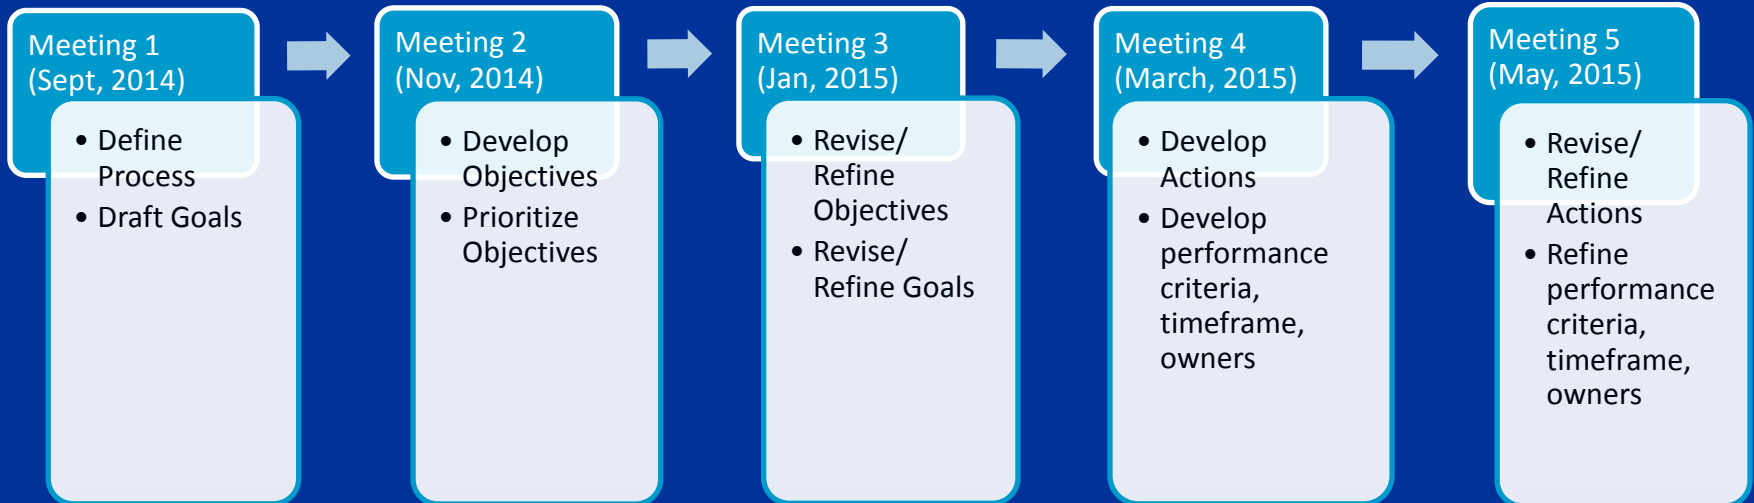 Meeting 1
(Sept, 2014)
• Define
Process
• Draft Goals
Meeting 2
(Nov, 2014)
• Develop
Objectives
• Prioritize
Objectives
Meeting 3
(Jan, 2015)
• Revise/
Refine
Objectives
• Revise/
Refine Goals
Meeting 4
(March, 2015)
• Develop
Actions
• Develop
performance
criteria,
timeframe,
owners
Meeting 5
(May, 2015)
• Revise/
Refine
Actions
• Refine
performance
criteria,
timeframe,
owners